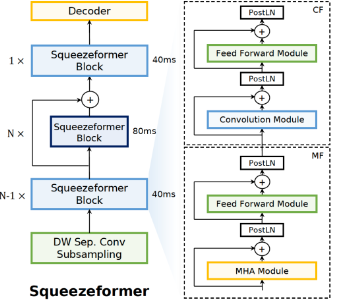 Decoder
1 ×
Squeezeformer
Block
40ms
N ×
Squeezeformer
Block
80ms
N-1 ×
Squeezeformer
Block
40ms
DW Sep. Conv
Subsampling
Squeezeformer
CF
PostLN
Feed Forward Module
PostLN
Convolution Module
MF
PostLN
Feed Forward Module
PostLN
MHA Module